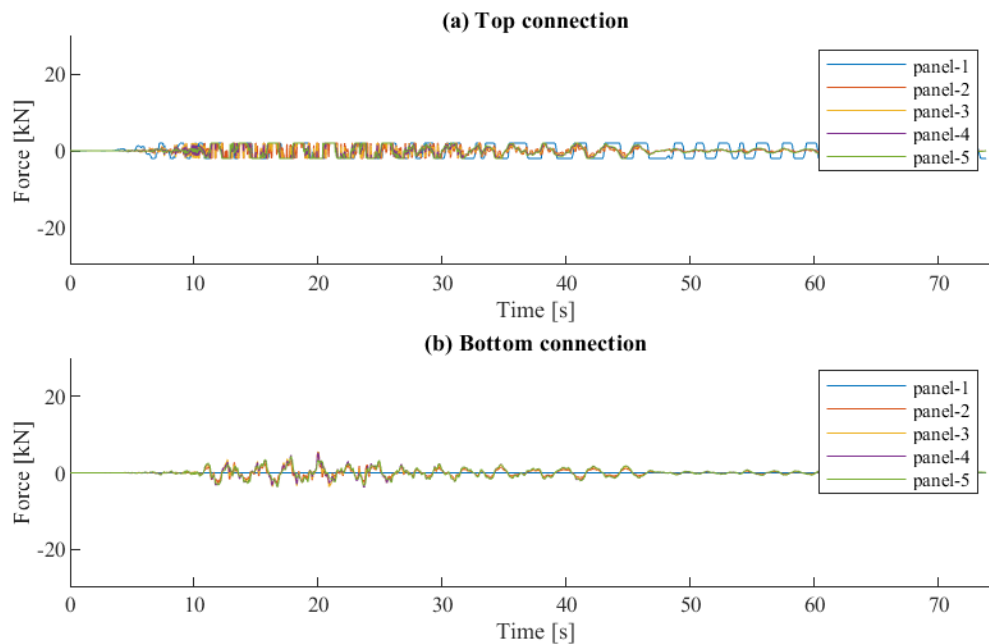 (a) Top connection
Force [kN]
20
0
-20
panel-1
panel-2
panel-3
panel-4
panel-5
0 10 20 30 40 50 60 70
Time [s]
(b) Bottom connection
Force [kN]
20
0
-20
panel-1
panel-2
panel-3
panel-4
panel-5
0 10 20 30 40 50 60 70
Time [s]